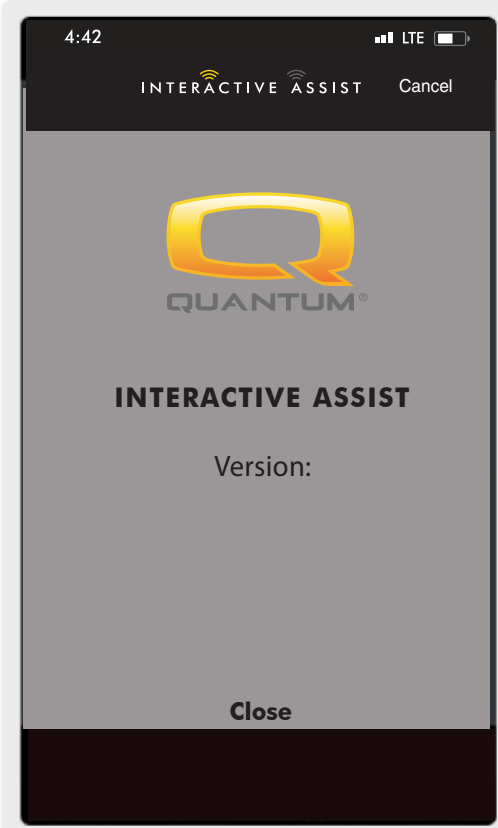 4:42 LTE
INTERACTIVE ASSIST Cancel
QUANTUM®
INTERACTIVE ASSIST
Version:
Close